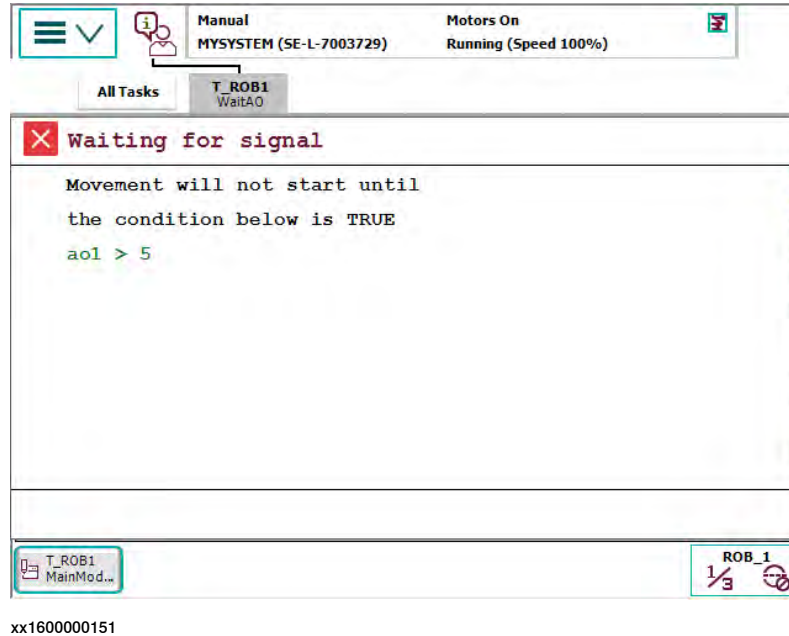 Manual
Motors On
MYSYSTEM (SE-L-7003729)
Running (Speed 100%)
All Tasks
T_ROB1
WaitAO
Waiting for signal
Movement will not start until
the condition below is TRUE
ao1 > 5
T_ROB1
MainMod...
ROB_1
1/3
xx1600000151